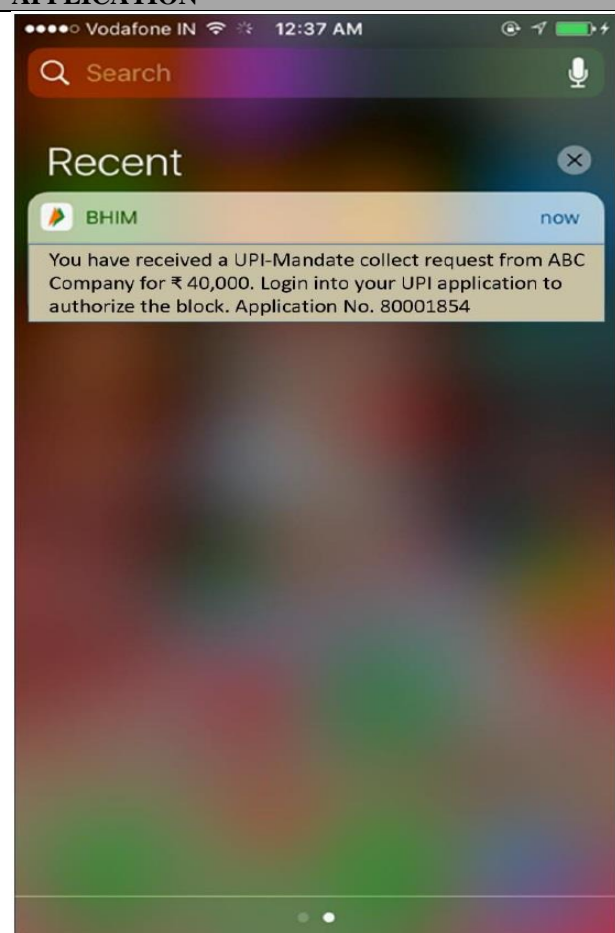 APPLICATION
Vodafone IN 12:37 AM
Search
Recent
BHIM now
You have received a UPI-Mandate collect request from ABC
Company for ₹ 40,000. Login into your UPI application to
authorize the block. Application No. 80001854